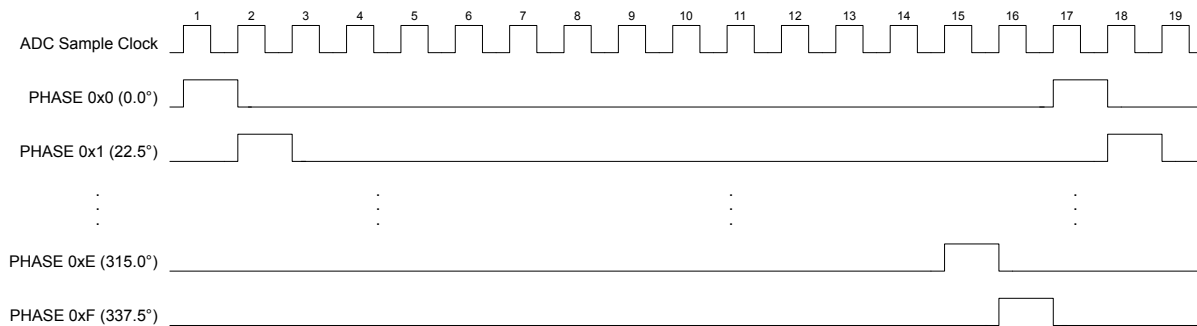 1 2 3 4 5 6 7 8 9 10 11 12 13 14 15 16 17 18 19
ADC Sample Clock
PHASE 0x0 (0.0°)
PHASE 0x1 (22.5°)
PHASE 0xE (315.0°)
PHASE 0xF (337.5°)